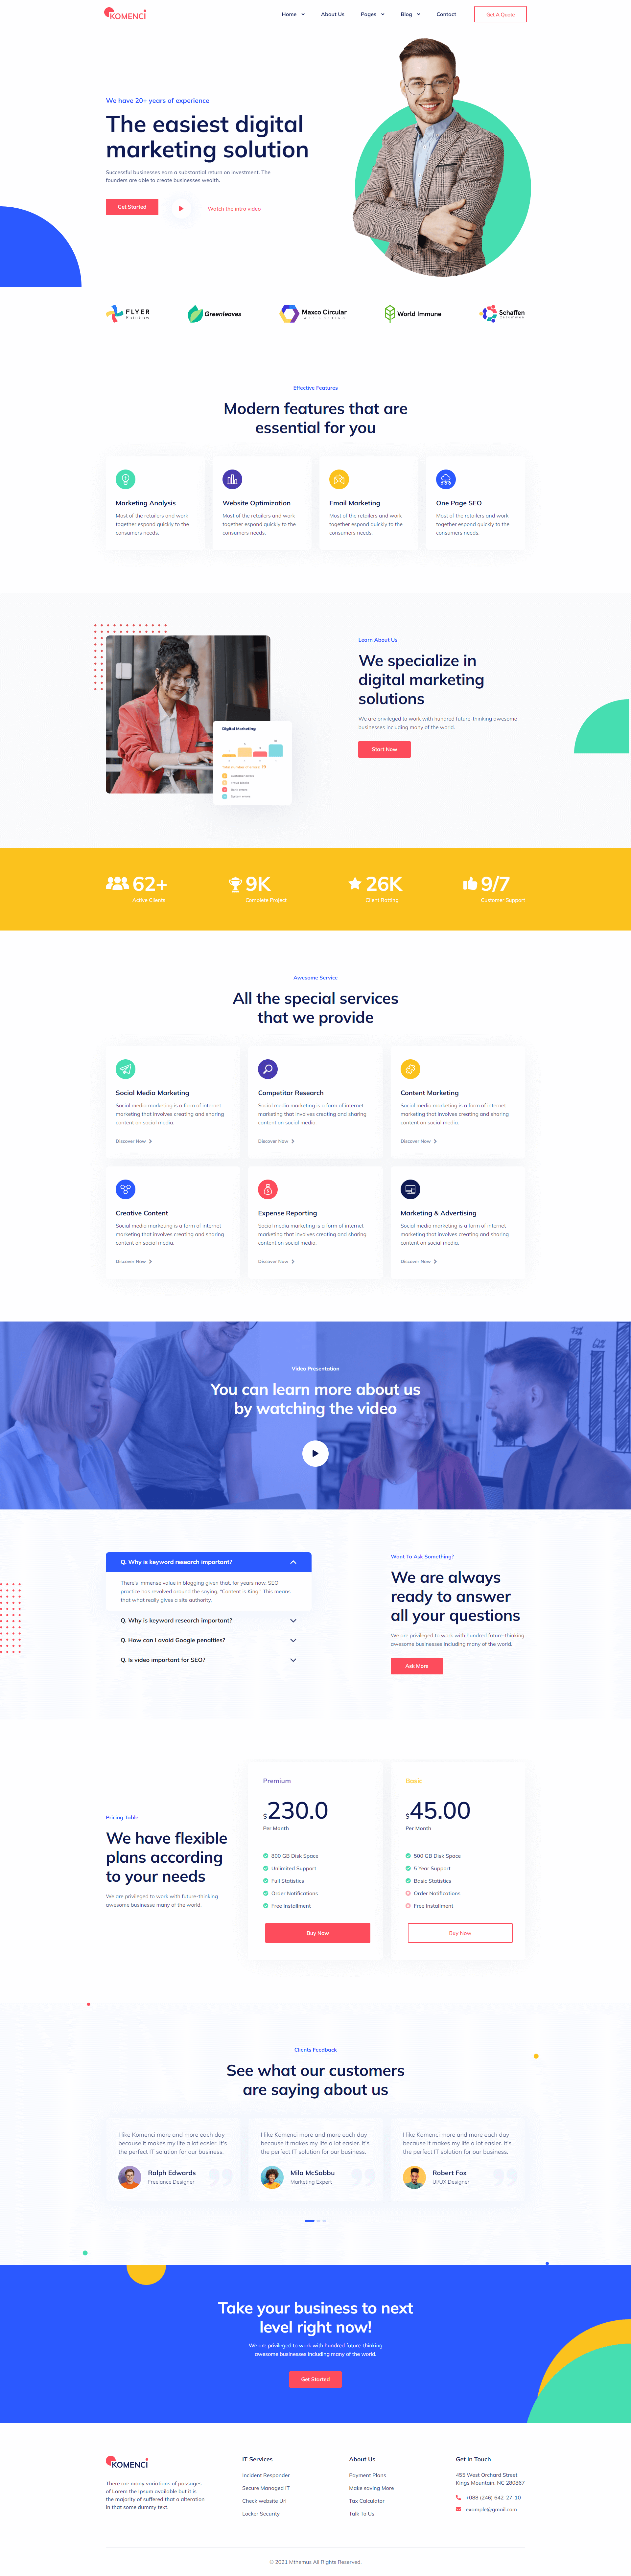 KOMENCI
Home
About Us
Pages
Blog
Contact
Get A Quote
We have 20+ years of experience
The easiest digital
marketing solution
Successful businesses earn a substantial return on investment. The
founders are able to create businesses wealth.
Get Started
Watch the intro video
FLYER
Rainbow
Greenleaves
Maxco Circular
WEB HOSTING
World Immune
Schaffen
Effective Features
Modern features that are
essential for you
Marketing Analysis
Most of the retailers and work
together espond quickly to the
consumers needs.
Website Optimization
Most of the retailers and work
together espond quickly to the
consumers needs.
Email Marketing
Most of the retailers and work
together espond quickly to the
consumers needs.
One Page SEO
Most of the retailers and work
together espond quickly to the
consumers needs.
Digital Marketing
Learn About Us
We specialize in
digital marketing
solutions
We are privileged to work with hundred future-thinking awesome
businesses including many of the world.
Start Now
62+
Active Clients
9K
Complete Project
26K
Client Rating
9/7
Customer Support
Awesome Service
All the special services
that we provide
Social Media Marketing
Social media marketing is a form of internet
marketing that involves creating and sharing
content on social media.
Discover Now
Competitor Research
Social media marketing is a form of internet
marketing that involves creating and sharing
content on social media.
Discover Now
Content Marketing
Social media marketing is a form of internet
marketing that involves creating and sharing
content on social media.
Discover Now
Creative Content
Social media marketing is a form of internet
marketing that involves creating and sharing
content on social media.
Discover Now
Expense Reporting
Social media marketing is a form of internet
marketing that involves creating and sharing
content on social media.
Discover Now
Marketing & Advertising
Social media marketing is a form of internet
marketing that involves creating and sharing
content on social media.
Discover Now
Video Presentation
You can learn more about us
by watching the video
Q. Why is keyword research important?
There's immense value in blogging given that, for years now, SEO
practice has revolved around the saying, "Content is King." This means
that what really gives a site authority.
Q. Why is keyword research important?
Q. How can I avoid Google penalties?
Q. Is video important for SEO?
Want To Ask Something?
We are always
ready to answer
all your questions
We are privileged to work with hundred future-thinking
awesome businesses including many of the world.
Ask More
Pricing Table
We have flexible
plans according
to your needs
We are privileged to work with future-thinking
awesome businesse many of the world.
Premium
$230.0
Per Month
800 GB Disk Space
Unlimited Support
Full Statistics
Order Notifications
Free Installment
Buy Now
Basic
$45.00
Per Month
500 GB Disk Space
5 Year Support
Basic Statistics
Order Notifications
Free Installment
Buy Now
Clients Feedback
See what our customers
are saying about us
I like Komenci more and more each day
because it makes my life a lot easier. It's
the perfect IT solution for our business.
Ralph Edwards
Freelance Designer
I like Komenci more and more each day
because it makes my life a lot easier. It's
the perfect IT solution for our business.
Mila McSabbu
Marketing Expert
I like Komenci more and more each day
because it makes my life a lot easier. It's
the perfect IT solution for our business.
Robert Fox
UI/UX Designer
Take your business to next
level right now!
We are privileged to work with hundred future-thinking
awesome businesses including many of the world.
Get Started
KOMENCI
There are many variations of passages
of Lorem the Ipsum available but it is
the majority of suffered that a alteration
in that some dummy text.
IT Services
Incident Responder
Secure Managed IT
Check website Url
Locker Security
About Us
Payment Plans
Make saving More
Tax Calculator
Talk To Us
Get In Touch
455 West Orchard Street
Kings Mountain, NC 280867
+088 (246) 642-27-10
example@gmail.com
© 2021 Mthemus All Rights Reserved.